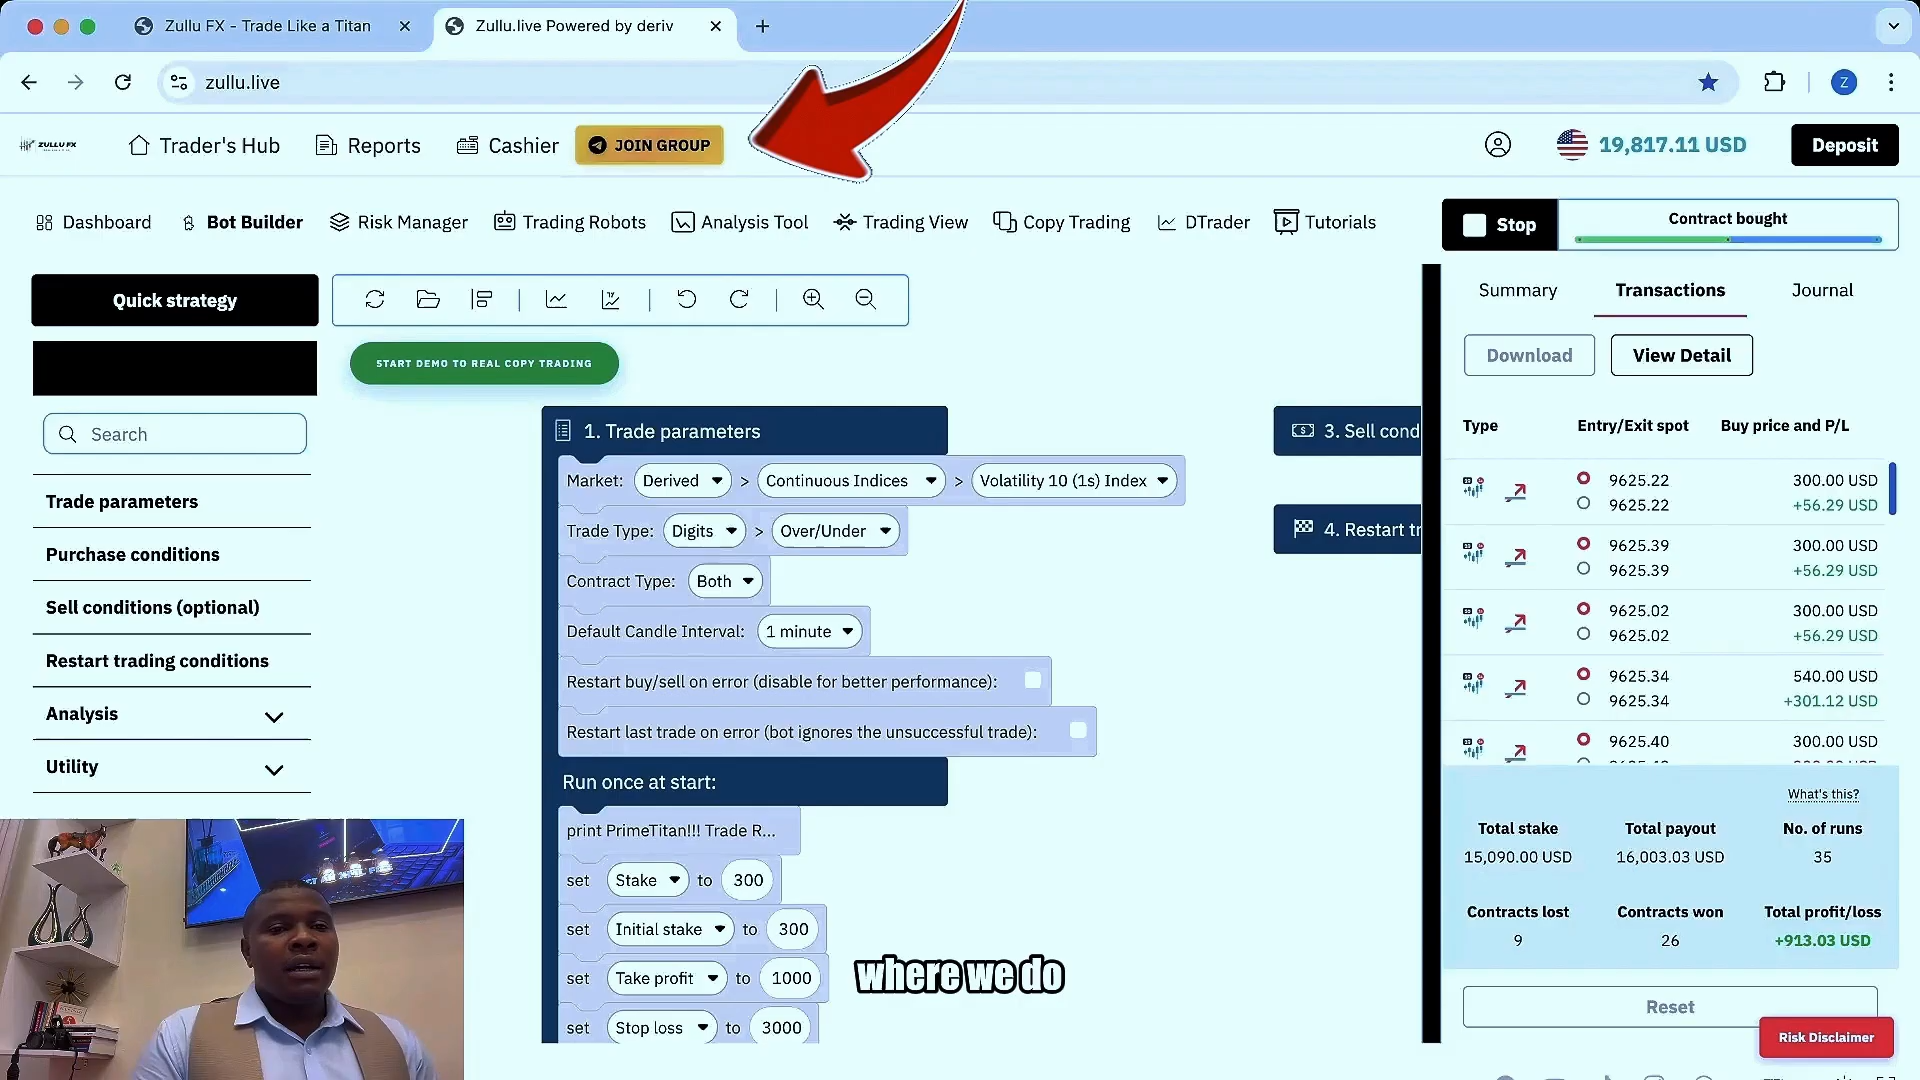 Zullu FX - Trade Like a Titan
Zullu.live Powered by deriv
zullu.live
Z
ZULLU FX
Trader's Hub
Reports
Cashier
JOIN GROUP
19,817.11 USD
Deposit
Dashboard
Bot Builder
Risk Manager
Trading Robots
Analysis Tool
Trading View
Copy Trading
DTrader
Tutorials
Stop
Contract bought
Quick strategy
START DEMO TO REAL COPY TRADING
Search
Trade parameters
Purchase conditions
Sell conditions (optional)
Restart trading conditions
Analysis
Utility
1. Trade parameters
Market: Derived > Continuous Indices > Volatility 10 (1s) Index
Trade Type: Digits > Over/Under
Contract Type: Both
Default Candle Interval: 1 minute
Restart buy/sell on error (disable for better performance):
Restart last trade on error (bot ignores the unsuccessful trade):
Run once at start:
print PrimeTitan!!! Trade R...
set Stake to 300
set Initial stake to 300
set Take profit to 1000
set Stop loss to 3000
3. Sell cond
4. Restart tr
where we do
Summary
Transactions
Journal
Download
View Detail
Type Entry/Exit spot Buy price and P/L
9625.22 300.00 USD
9625.22 +56.29 USD
9625.39 300.00 USD
9625.39 +56.29 USD
9625.02 300.00 USD
9625.02 +56.29 USD
9625.34 540.00 USD
9625.34 +301.12 USD
9625.40 300.00 USD
What's this?
Total stake Total payout No. of runs
15,090.00 USD 16,003.03 USD 35
Contracts lost Contracts won Total profit/loss
9 26 +913.03 USD
Reset
Risk Disclaimer